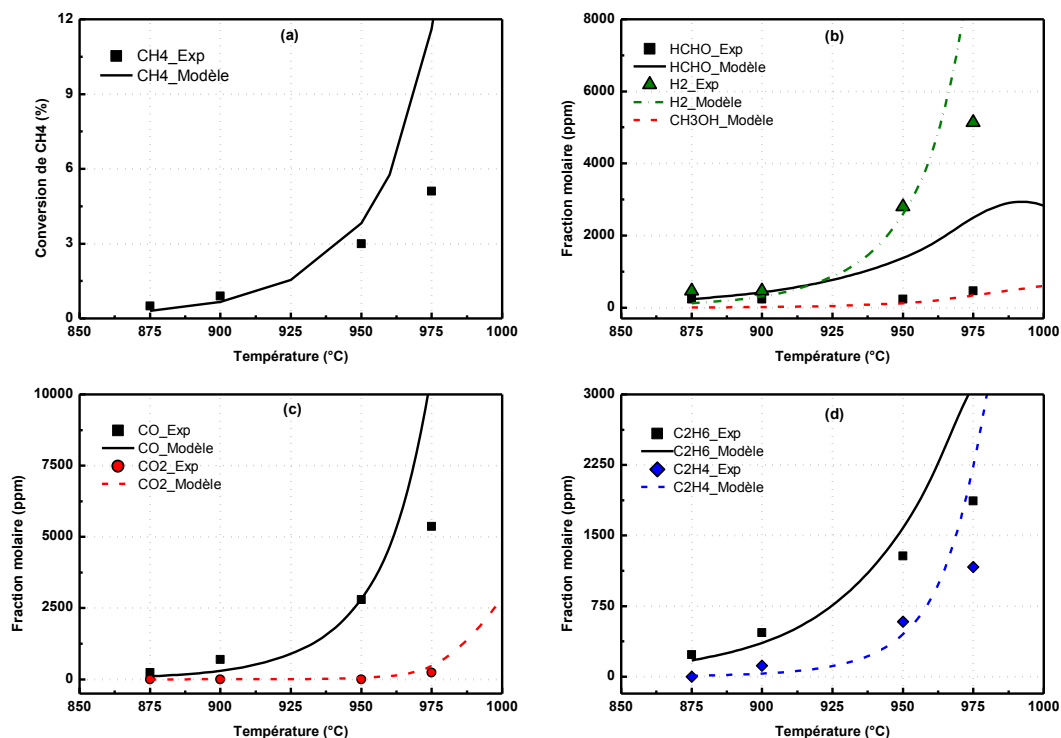 (a)
CH4_Exp
CH4_Modèle
12
9
6
3
0
850
875
900
925
950
975
1000
Conversion de CH4 (%)
Température (°C)
(b)
HCHO_Exp
HCHO_Modèle
H2_Exp
H2_Modèle
CH3OH_Modèle
8000
6000
4000
2000
0
850
875
900
925
950
975
1000
Fraction molaire (ppm)
Température (°C)
(c)
CO_Exp
CO_Modèle
CO2_Exp
CO2_Modèle
10000
7500
5000
2500
0
850
875
900
925
950
975
1000
Fraction molaire (ppm)
Température (°C)
(d)
C2H6_Exp
C2H6_Modèle
C2H4_Exp
C2H4_Modèle
3000
2250
1500
750
0
850
875
900
925
950
975
1000
Fraction molaire (ppm)
Température (°C)